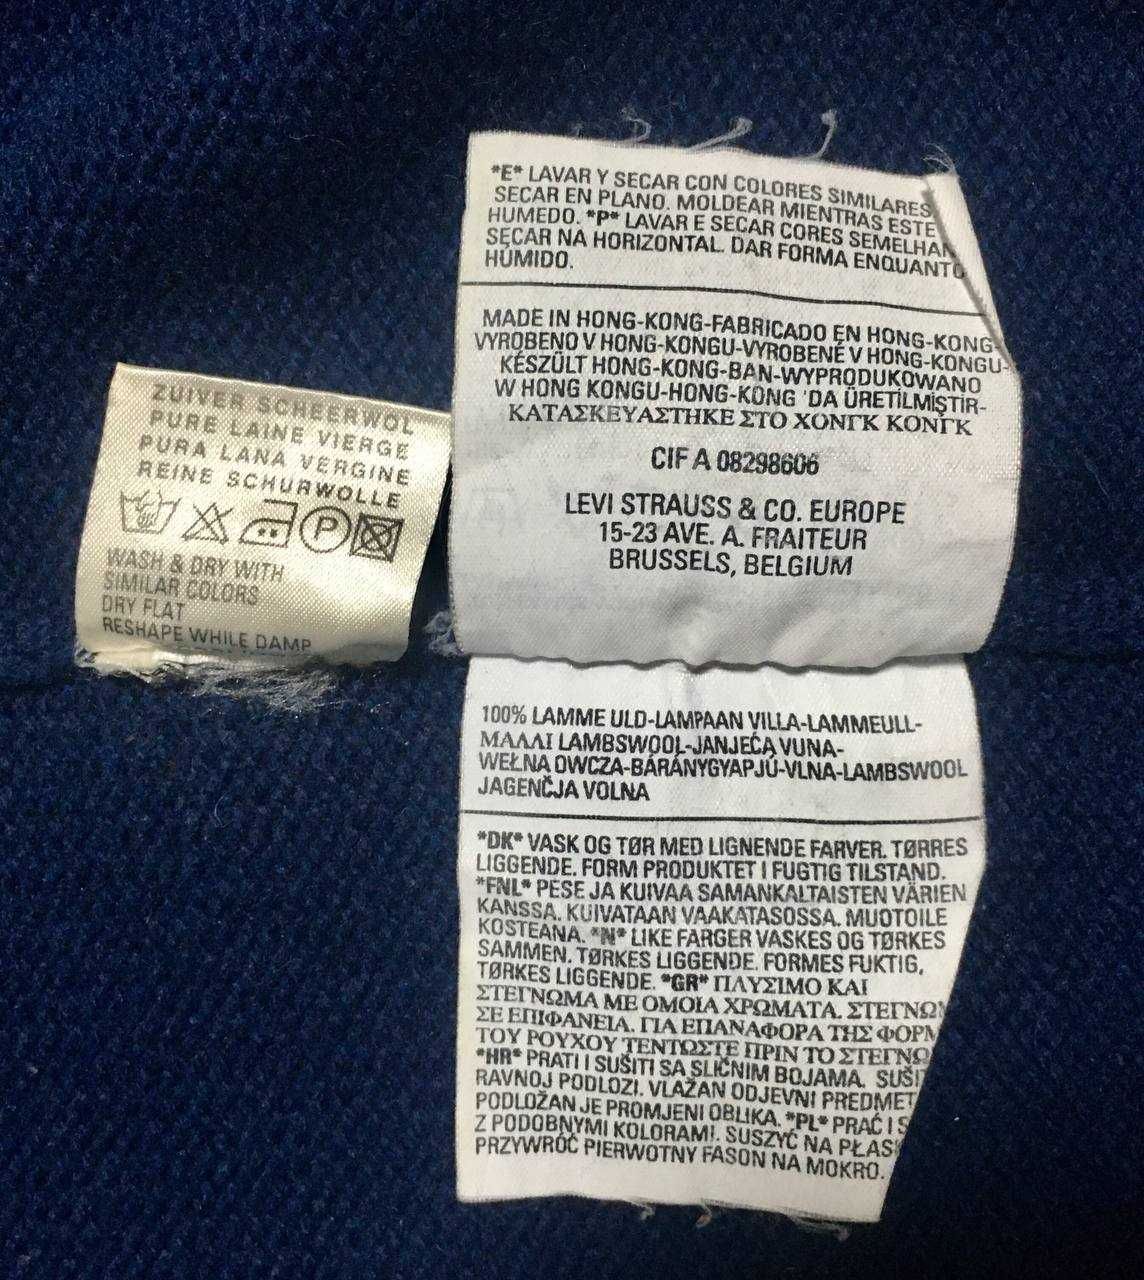 ZUIVER SCHEERWOL
PURE LAINE VIERGE
PURA LANA VERGINE
REINE SCHURWOLLE
P
WASH & DRY WITH
SIMILAR COLORS
DRY FLAT
RESHAPE WHILE DAMP
*E* LAVAR Y SECAR CON COLORES SIMILARES
SECAR EN PLANO. MOLDEAR MIENTRAS ESTE
HUMEDO. *P* LAVAR E SECAR CORES SEMELHAN
SECAR NA HORIZONTAL. DAR FORMA ENQUANTO
HÚMIDO.
MADE IN HONG-KONG-FABRICADO EN HONG-KONG-
VYROBENO V HONG-KONGU-VYROBENÉ V HONG-KONGU-
KÉSZÜLT HONG-KONG-BAN-WYPRODUKOWANO
W HONG KONGU-HONG-KONG 'DA ÜRETILMİŞTIR-
ΚΑΤΑΣΚΕΥΑΣΤΗΚΕ ΣΤΟ ΧΟΝΓΚ ΚΟΝΓΚ
CIF A 08298606
LEVI STRAUSS & CO. EUROPE
15-23 AVE. A. FRAITEUR
BRUSSELS, BELGIUM
100% LAMME ULD-LAMPAAN VILLA-LAMMEULL-
ΜΑΛΛΙ LAMBSWOOL-JANJEĆA VUNA-
WEŁNA OWCZA-BÁRÁNYGYAPJÚ-VLNA-LAMBSWOOL
JAGENČJA VOLNA
*DK* VASK OG TØR MED LIGNENDE FARVER. TØRRES
LIGGENDE. FORM PRODUKTET I FUGTIG TILSTAND.
*FNL* PESE JA KUIVAA SAMANKALTAISTEN VÄRIEN
KANSSA. KUIVATAAN VAAKATASOSSA. MUOTOILE
KOSTEANA. *N* LIKE FARGER VASKES OG TØRKES
SAMMEN. TØRKES LIGGENDE. FORMES FUKTIG,
TØRKES LIGGENDE. *GR* ΠΛΥΣΙΜΟ ΚΑΙ
ΣΤΕΓΝΩΜΑ ΜΕ ΟΜΟΙΑ ΧΡΩΜΑΤΑ. ΣΤΕΓΝΩ
ΣΕ ΕΠΙΦΑΝΕΙΑ. ΓΙΑ ΕΠΑΝΑΦΟΡΑ ΤΗΣ ΦΟΡΜ
ΤΟΥ ΡΟΥΧΟΥ ΤΕΝΤΩΣΤΕ ΠΡΙΝ ΤΟ ΣΤΕΓΝΩ
*HR* PRATI I SUŠITI SA SLIČNIM BOJAMA. SUŠI
RAVNOJ PODLOZI. VLAŽAN ODJEVNI PREDMET
PODLOŽAN JE PROMJENI OBLIKA. *PL* PRAĆ I S
Z PODOBNYMI KOLORAMI. SUSZYĆ NA PŁAS
PRZYWRÓĆ PIERWOTNY FASON NA MOKRO.